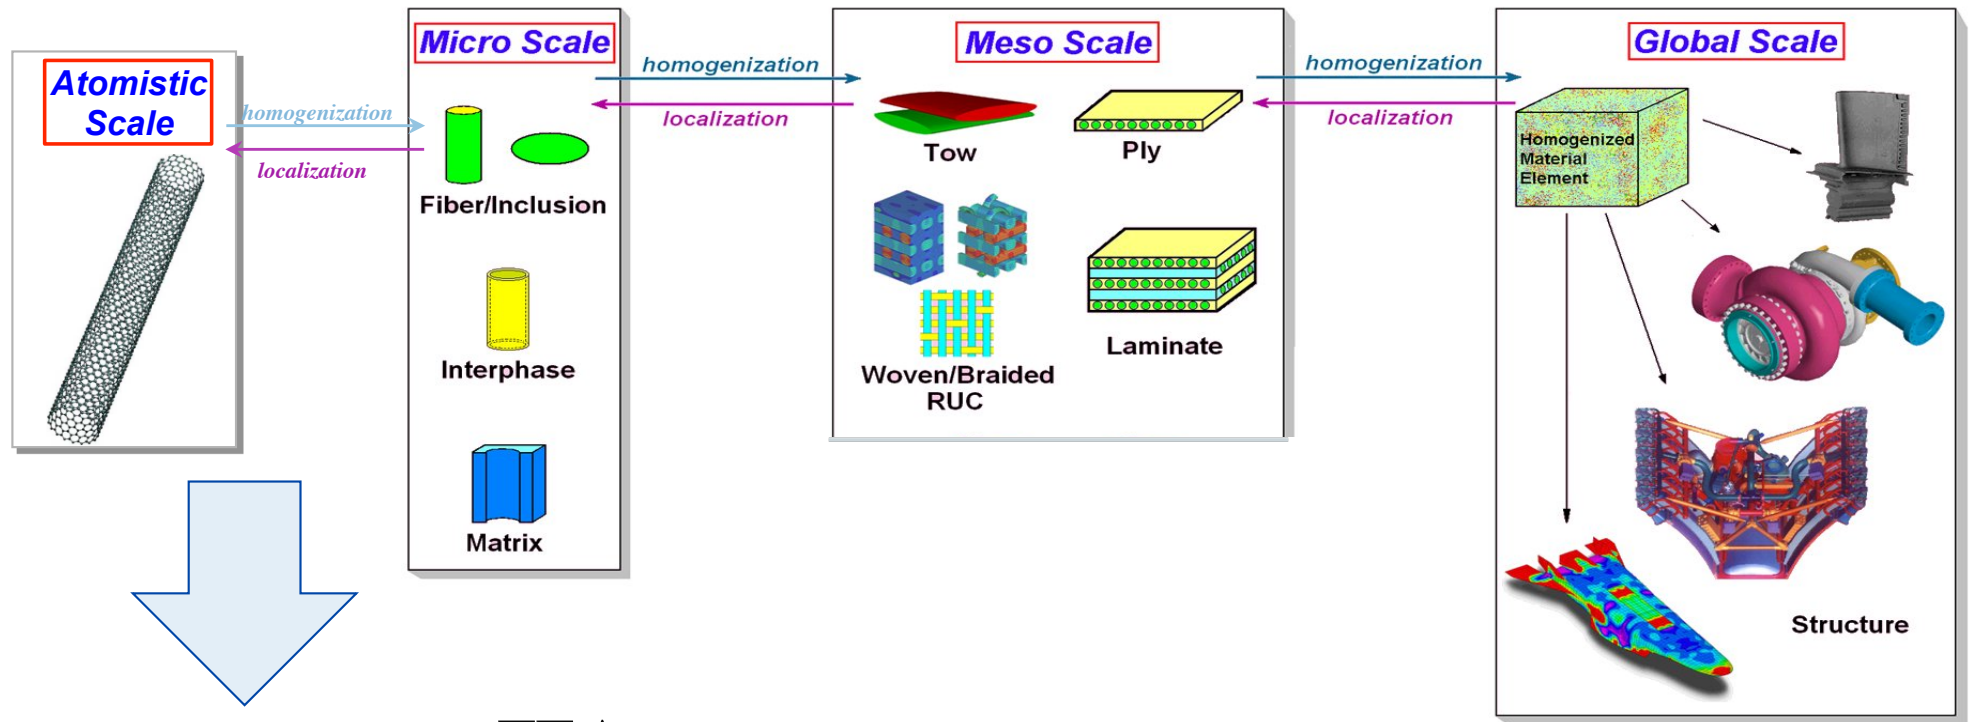 Atomistic
Scale
homogenization
localization
Micro Scale
Fiber/Inclusion
Interphase
Matrix
homogenization
localization
Meso Scale
Tow
Ply
Woven/Braided
RUC
Laminate
homogenization
localization
Global Scale
Homogenized
Material
Element
Structure